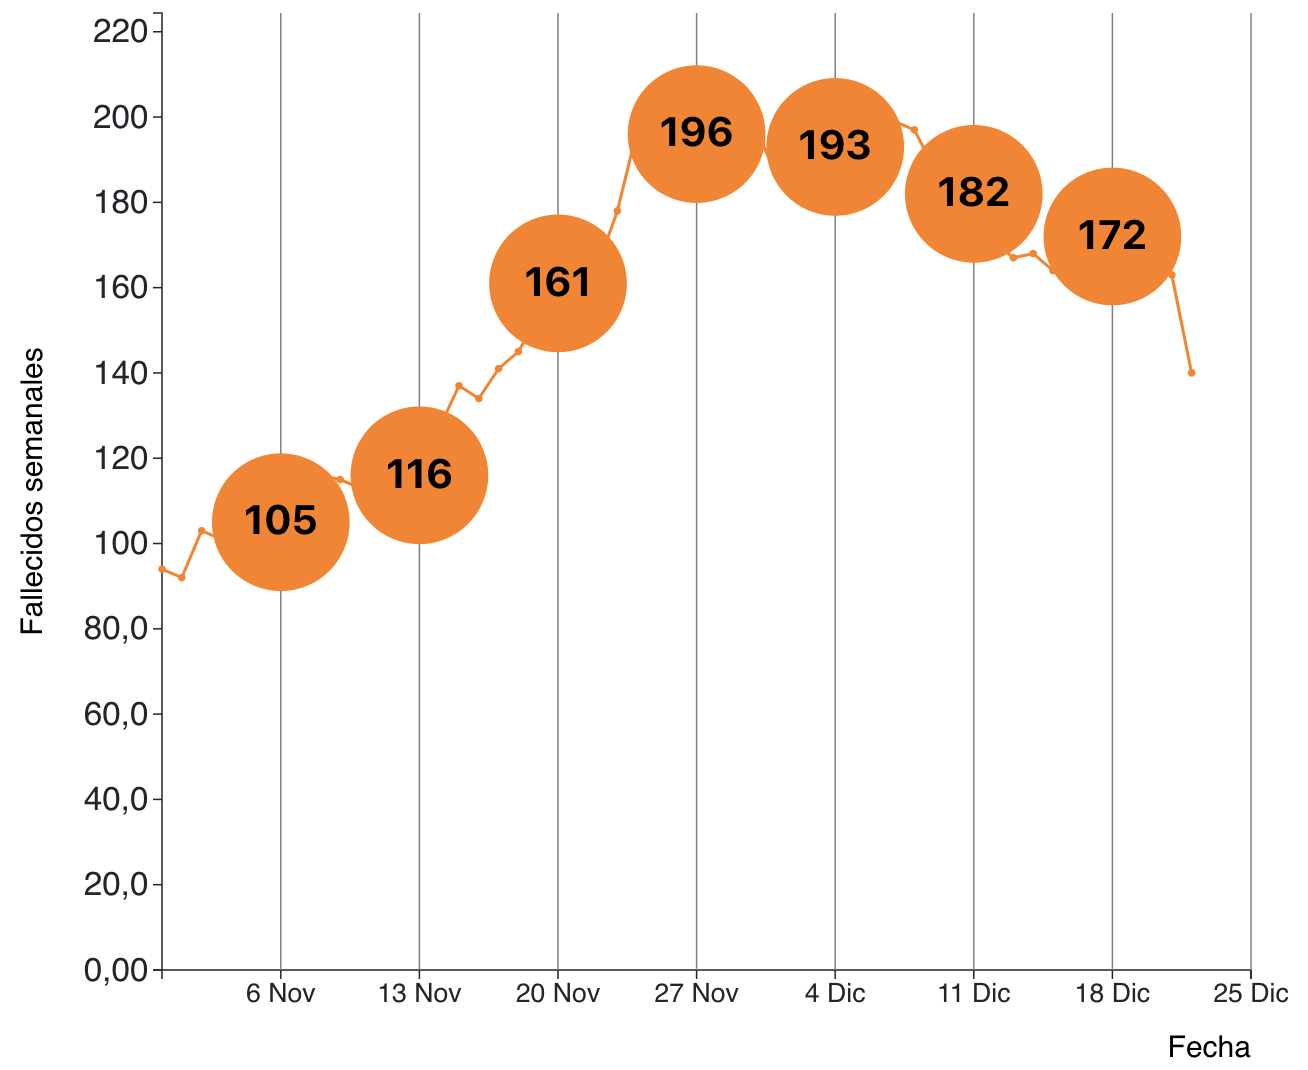 Fallecidos semanales
220
200
180
160
140
120
100
80,0
60,0
40,0
20,0
0,00
105
116
161
196
193
182
172
6 Nov
13 Nov
20 Nov
27 Nov
4 Dic
11 Dic
18 Dic
25 Dic
Fecha